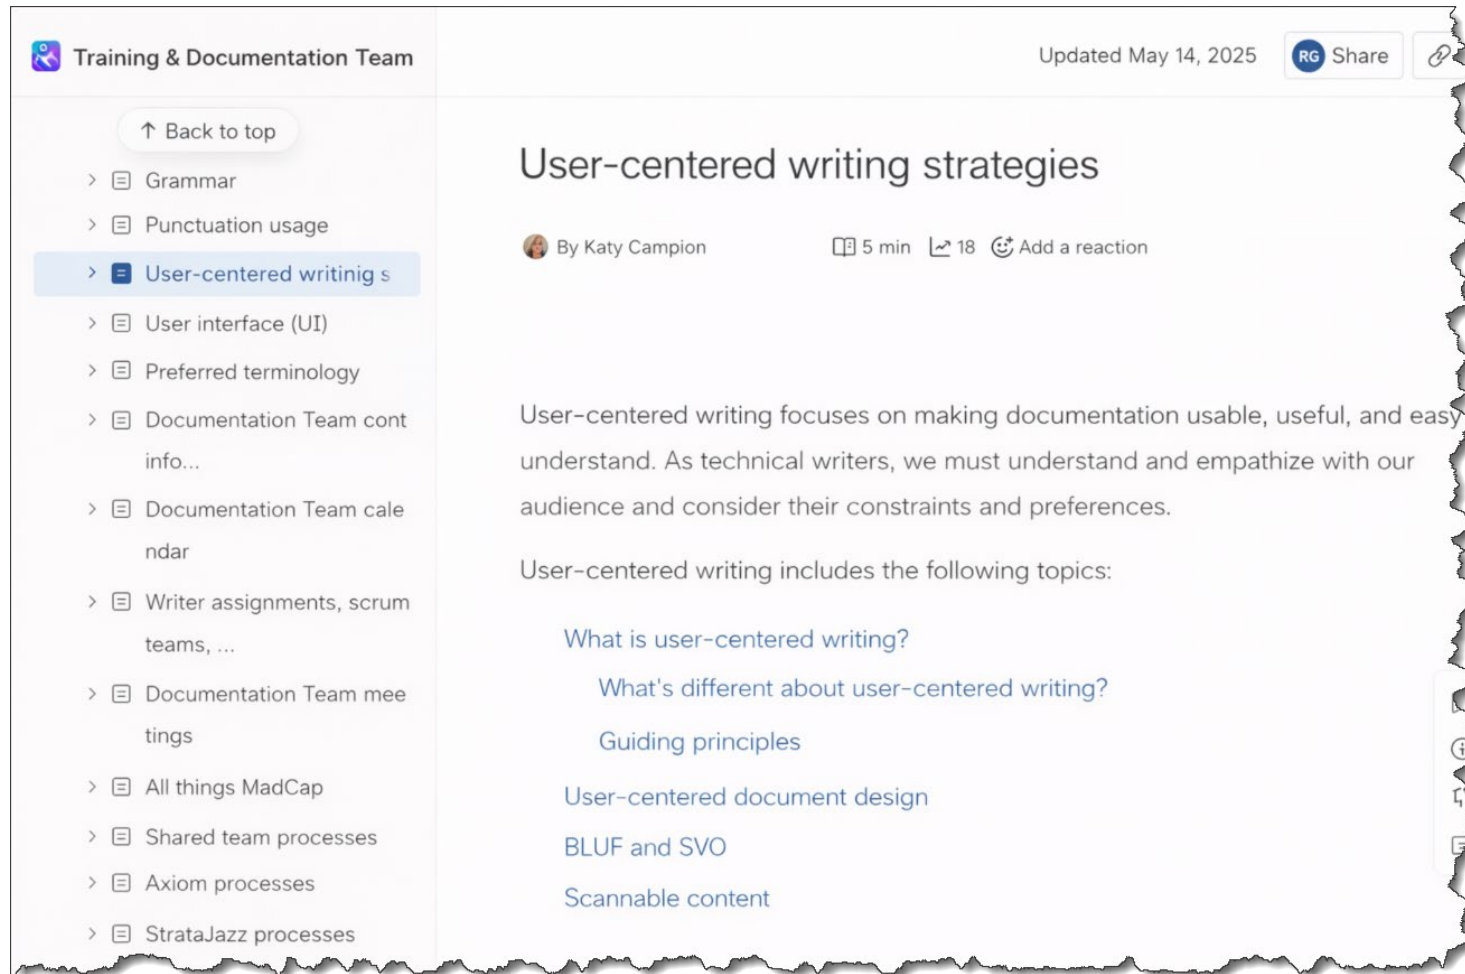 Training & Documentation Team
Updated May 14, 2025
RG Share
↑ Back to top
Grammar
Punctuation usage
User-centered writinig s
User interface (UI)
Preferred terminology
Documentation Team cont
info...
Documentation Team cale
ndar
Writer assignments, scrum
teams, ...
Documentation Team mee
tings
All things MadCap
Shared team processes
Axiom processes
StrataJazz processes
User-centered writing strategies
By Katy Campion
5 min
18
Add a reaction
User-centered writing focuses on making documentation usable, useful, and easy
understand. As technical writers, we must understand and empathize with our
audience and consider their constraints and preferences.
User-centered writing includes the following topics:
What is user-centered writing?
What's different about user-centered writing?
Guiding principles
User-centered document design
BLUF and SVO
Scannable content